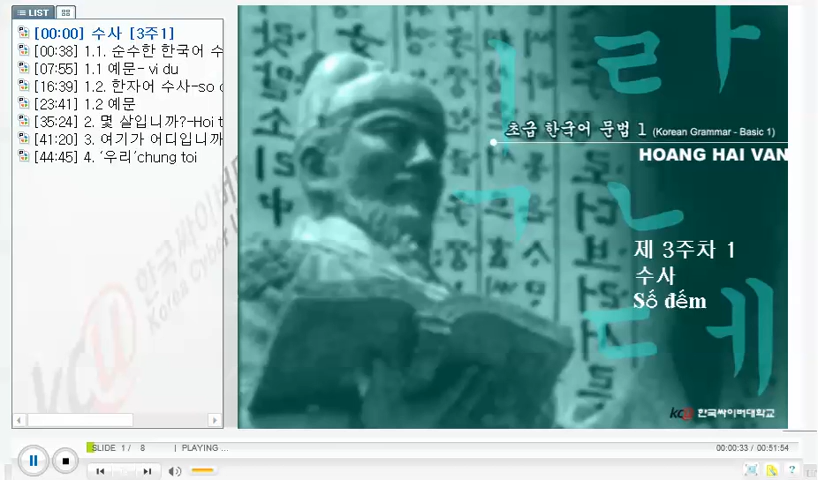 LIST
[00:00] 수사 [3주1]
[00:38] 1.1. 순수한 한국어 수
[07:55] 1.1 예문- vi du
[16:39] 1.2. 한자어 수사-so
[23:41] 1.2 예문
[35:24] 2. 몇 살입니까?-Hoi t
[41:20] 3. 여기가 어디입니까
[44:45] 4. ‘우리’chung toi
초급 한국어 문법 1 (Korean Grammar - Basic 1)
HOANG HAI VAN
제 3주차 1
수사
Số đếm
kcu 한국싸이버대학교
SLIDE 1 / 8 | PLAYING ...
00:00:33 / 00:51:54